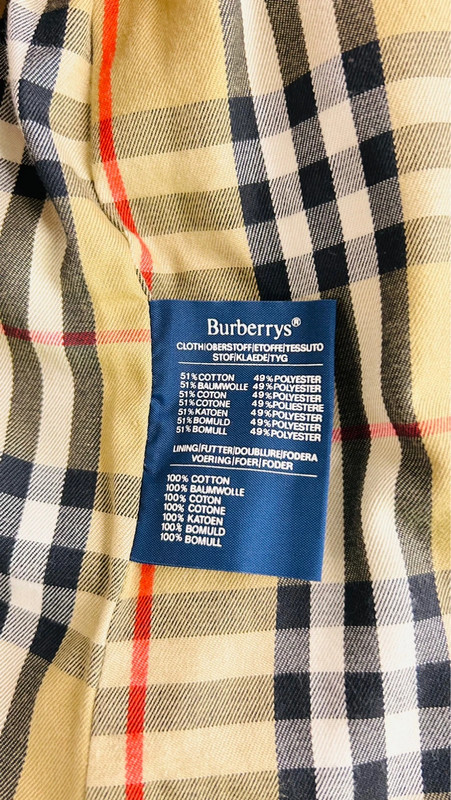 Burberrys®
CLOTH/OBERSTOFF/ETOFFE/TESSUTO
STOF/KLAEDE/TYG
51% COTTON 49% POLYESTER
51% BAUMWOLLE 49% POLYESTER
51% COTON 49% POLYESTER
51% COTONE 49% POLIESTERE
51% KATOEN 49% POLYESTER
51% BOMULD 49% POLYESTER
51% BOMULL 49% POLYESTER
LINING/FUTTER/DOUBLURE/FODERA
VOERING/FOER/FODER
100% COTTON
100% BAUMWOLLE
100% COTON
100% COTONE
100% KATOEN
100% BOMULD
100% BOMULL